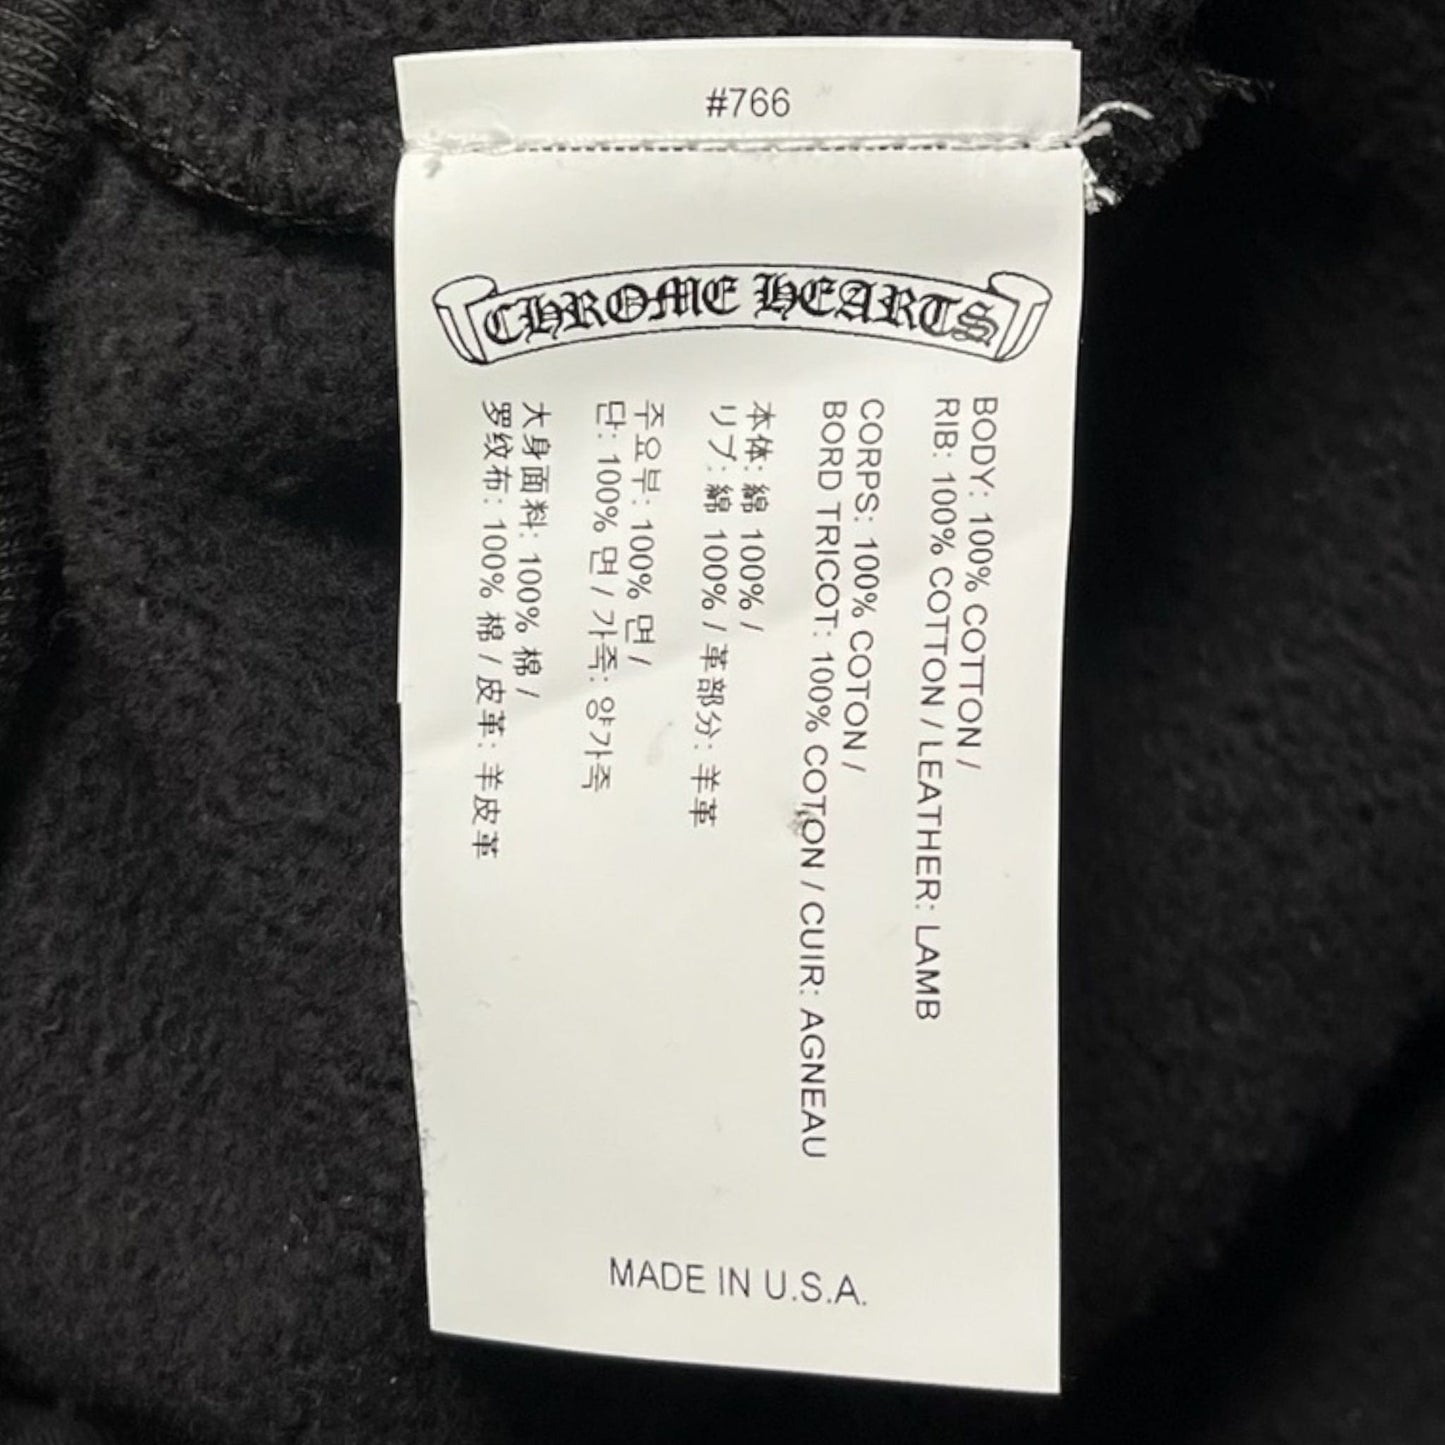 #766
CHROME HEARTS
BODY: 100% COTTON /
RIB: 100% COTTON / LEATHER: LAMB
CORPS: 100% COTON /
BORD TRICOT: 100% COTON / CUIR: AGNEAU
本体: 綿 100% /
リブ: 綿 100% / 革部分: 羊革
주요부: 100% 면 /
단: 100% 면 / 가죽: 양가죽
大身面料: 100% 棉 /
罗纹布: 100% 棉 / 皮革: 羊皮革
MADE IN U.S.A.